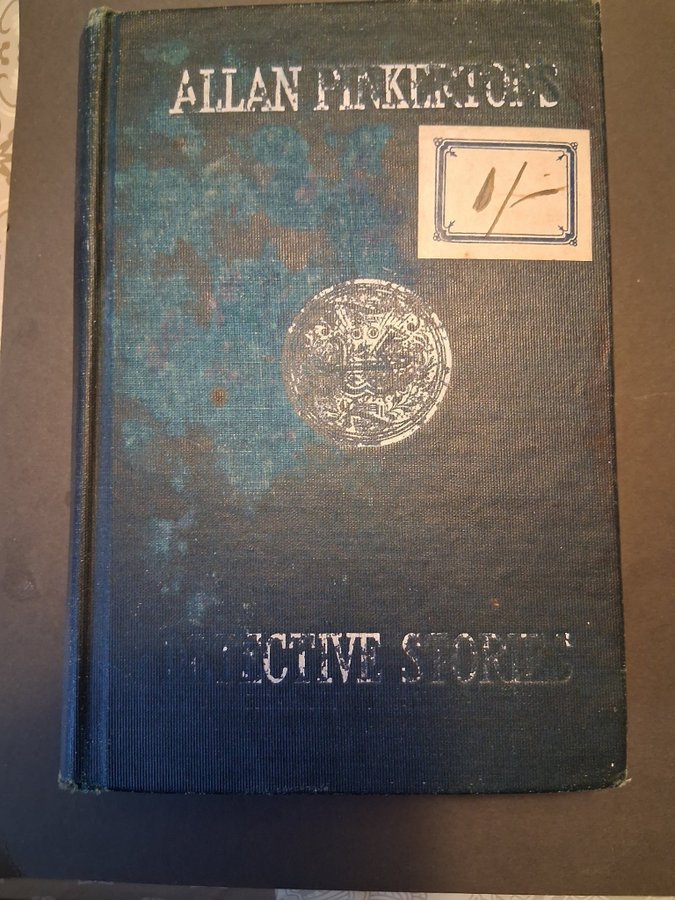 ALLAN PINKERTON'S
1/-
DETECTIVE STORIES